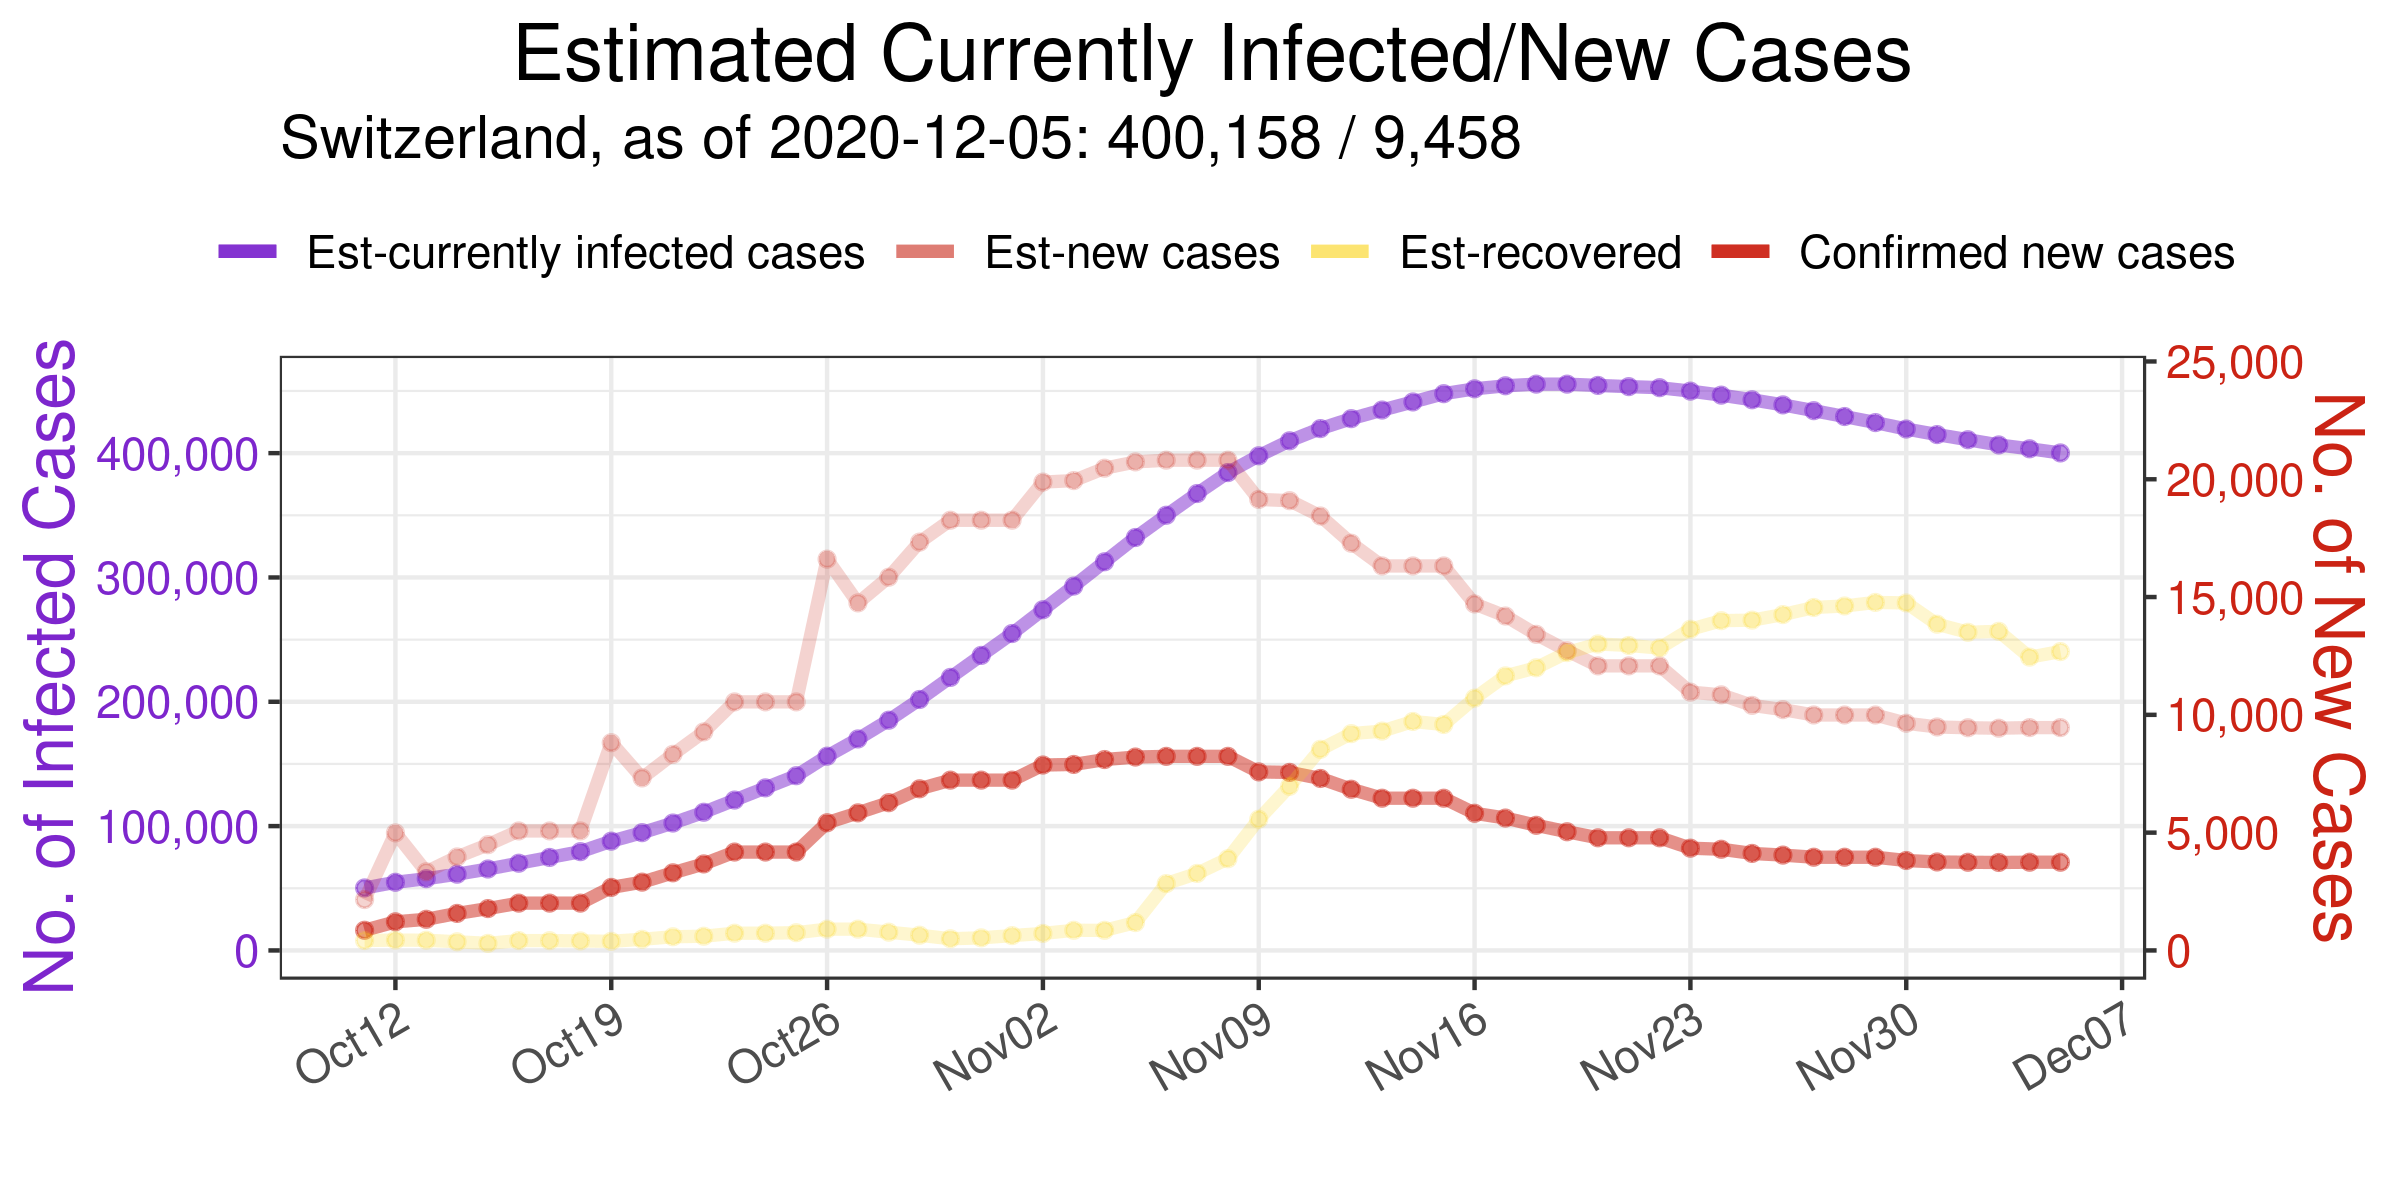 Estimated Currently Infected/New Cases
Switzerland, as of 2020-12-05: 400,158 / 9,458
Est-currently infected cases Est-new cases Est-recovered Confirmed new cases
No. of Infected Cases
400,000
300,000
200,000
100,000
0
25,000
20,000
15,000
10,000
5,000
0
No. of New Cases
Oct12 Oct19 Oct26 Nov02 Nov09 Nov16 Nov23 Nov30 Dec07